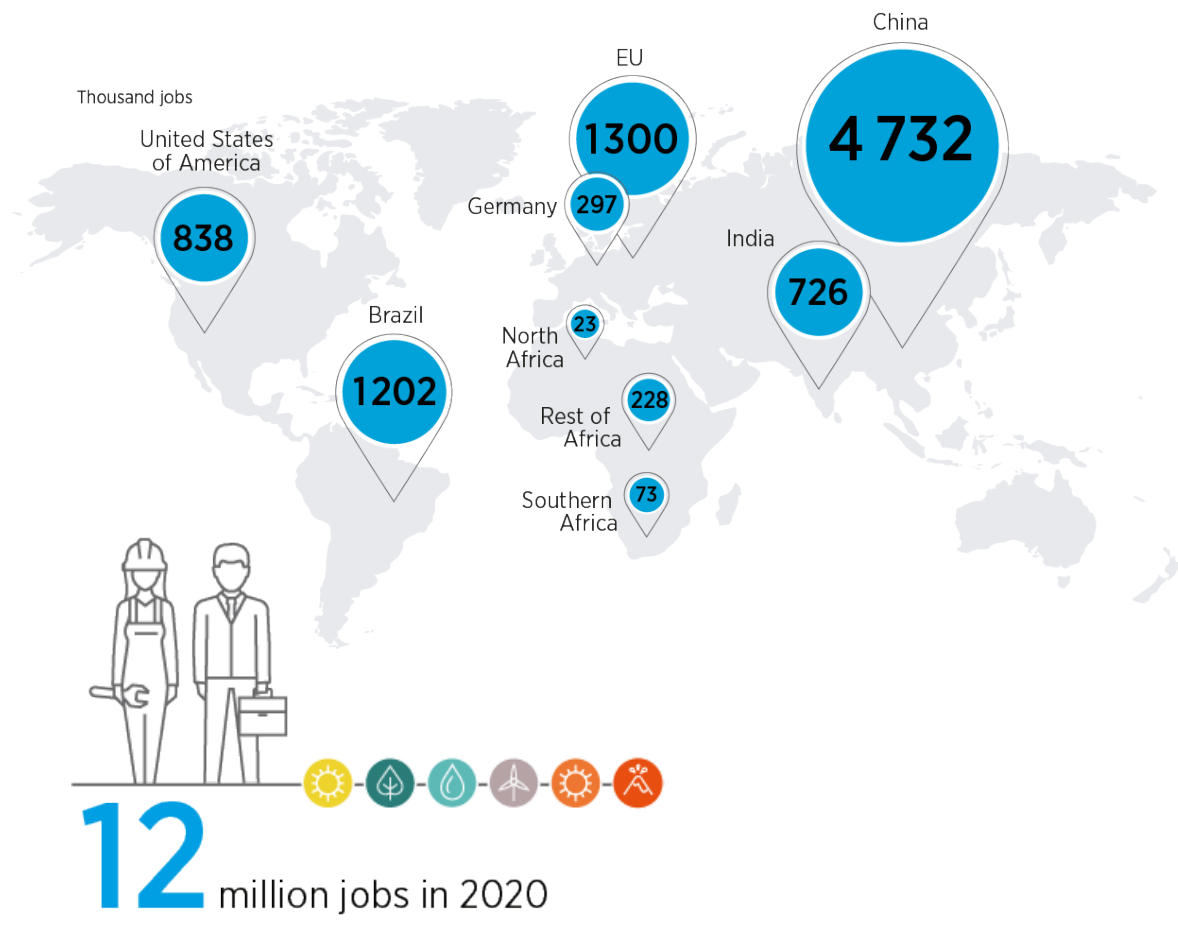 China
EU
Thousand jobs
United States
of America
4 732
1300
838
Germany
297
India
726
Brazil
1202
North
Africa
23
Rest of
Africa
228
Southern
Africa
73
12
million jobs in 2020